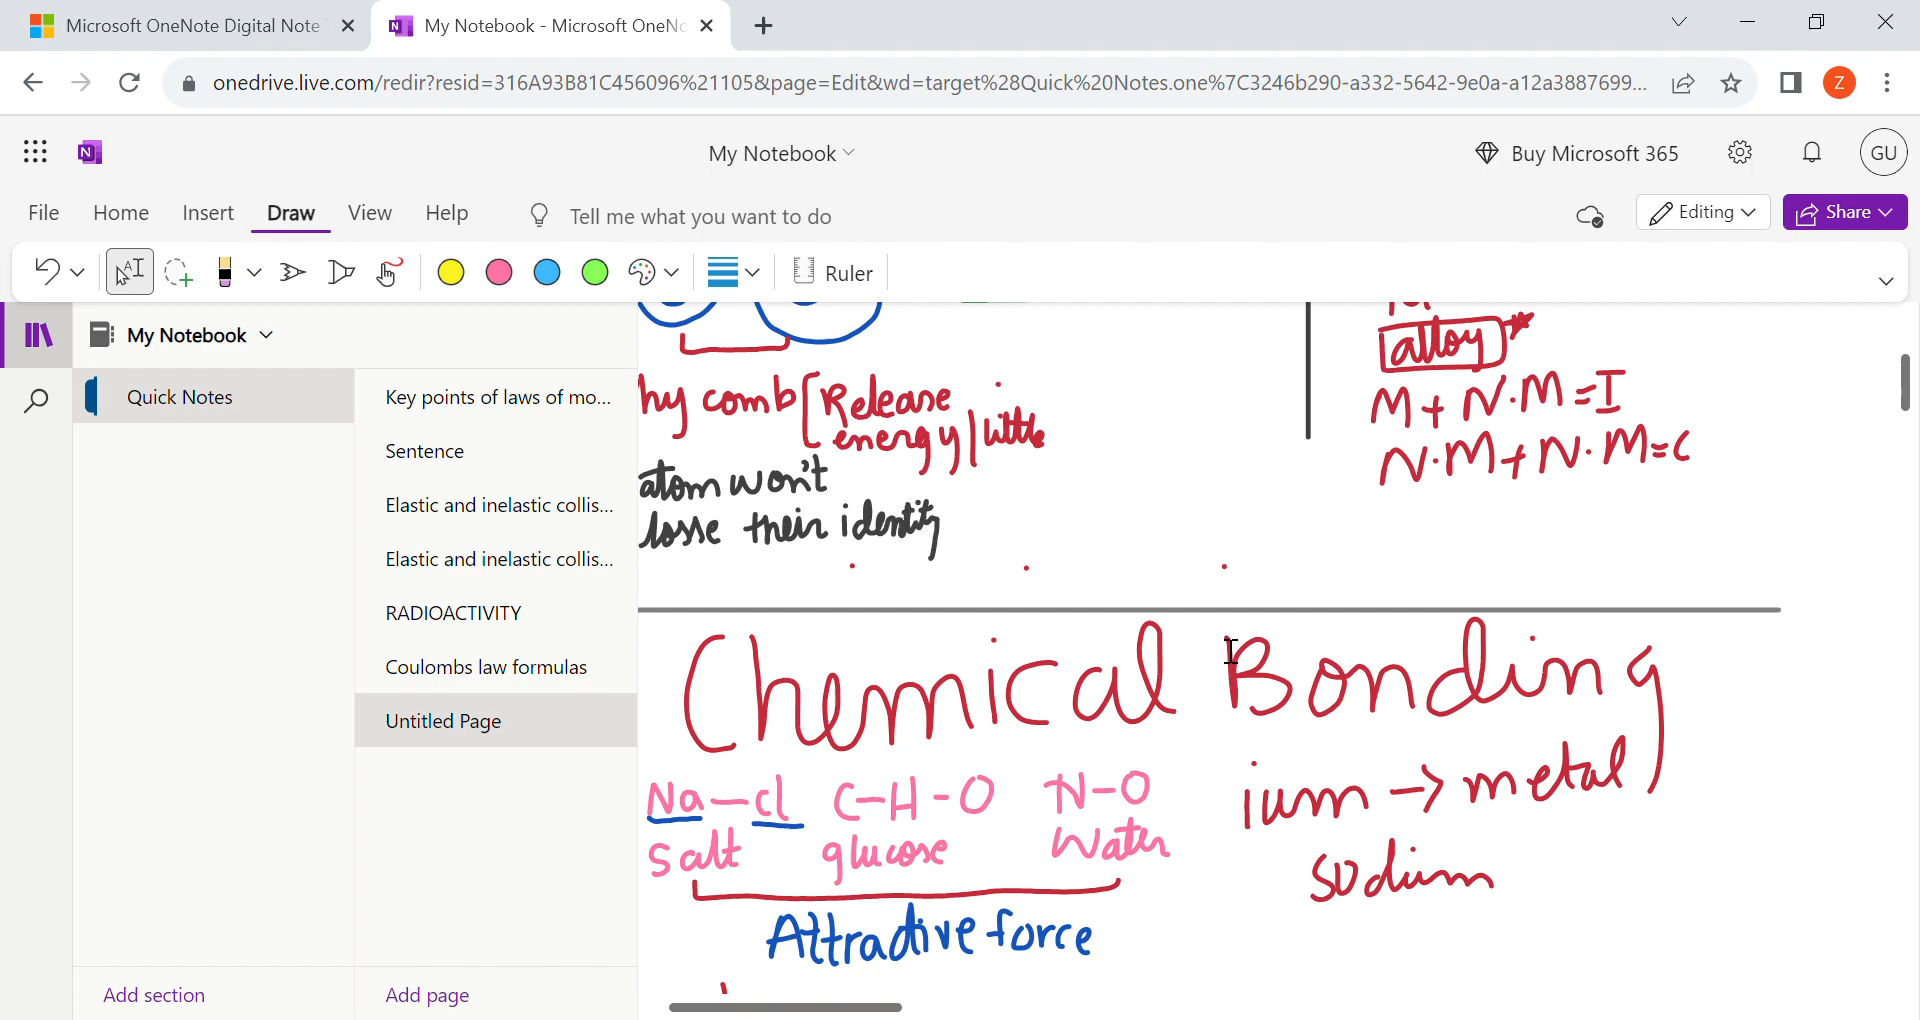 Microsoft OneNote Digital Note
My Notebook - Microsoft OneNo
onedrive.live.com/redir?resid=316A93B81C456096%21105&page=Edit&wd=target%28Quick%20Notes.one%7C3246b290-a332-5642-9e0a-a12a3887699...
Z
N
My Notebook
Buy Microsoft 365
GU
File Home Insert Draw View Help
Tell me what you want to do
Editing
Share
Ruler
My Notebook
Quick Notes
Key points of laws of mo...
Sentence
Elastic and inelastic collis...
Elastic and inelastic collis...
RADIOACTIVITY
Coulombs law formulas
Untitled Page
Add section
Add page
hy comb [Release
energy | little
atom won't
losse their identity
alloy
M + N·M = I
N·M + N·M = C
Chemical Bonding
Na-Cl C-H-O N-O
Salt glucose Water
Attractive force
ium → metal
sodium